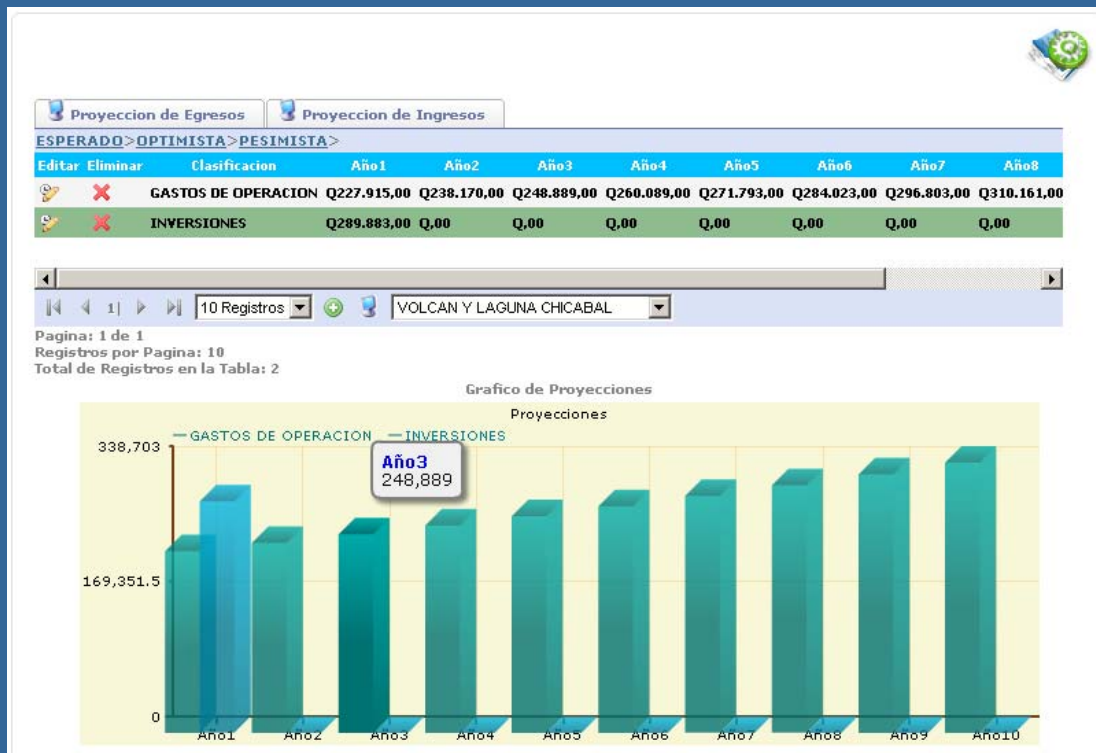 Proyeccion de Egresos Proyeccion de Ingresos
ESPERADO>OPTIMISTA>PESIMISTA>
Editar Eliminar Clasificacion Año1 Año2 Año3 Año4 Año5 Año6 Año7 Año8
GASTOS DE OPERACION Q227.915,00 Q238.170,00 Q248.889,00 Q260.089,00 Q271.793,00 Q284.023,00 Q296.803,00 Q310.161,00
INVERSIONES Q289.883,00 Q,00 Q,00 Q,00 Q,00 Q,00 Q,00 Q,00
1| 10 Registros VOLCAN Y LAGUNA CHICABAL
Pagina: 1 de 1
Registros por Pagina: 10
Total de Registros en la Tabla: 2
Grafico de Proyecciones
Proyecciones
GASTOS DE OPERACION INVERSIONES
338,703
Año3
248,889
169,351.5
0
Año1 Año2 Año3 Año4 Año5 Año6 Año7 Año8 Año9 Año10